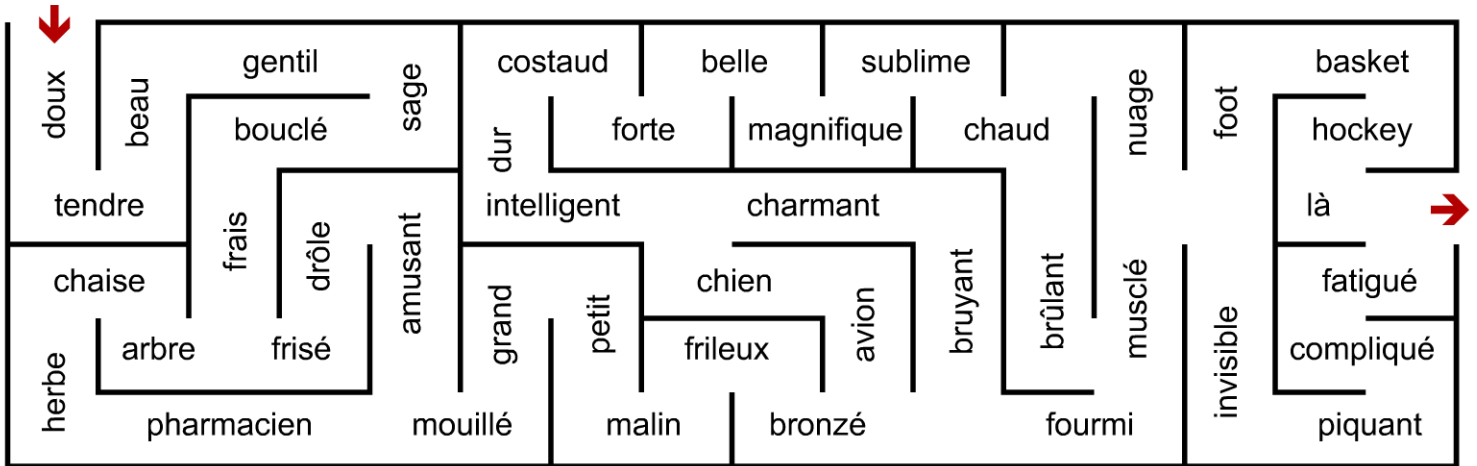 doux
beau
gentil
sage
costaud
belle
sublime
nuage
foot
basket
bouclé
dur
forte
magnifique
chaud
hockey
tendre
frais
drôle
amusant
intelligent
charmant
bruyant
brûlant
musclé
là
chaise
grand
petit
chien
avion
invisible
fatigué
herbe
arbre
frisé
frileux
compliqué
pharmacien
mouillé
malin
bronzé
fourmi
piquant